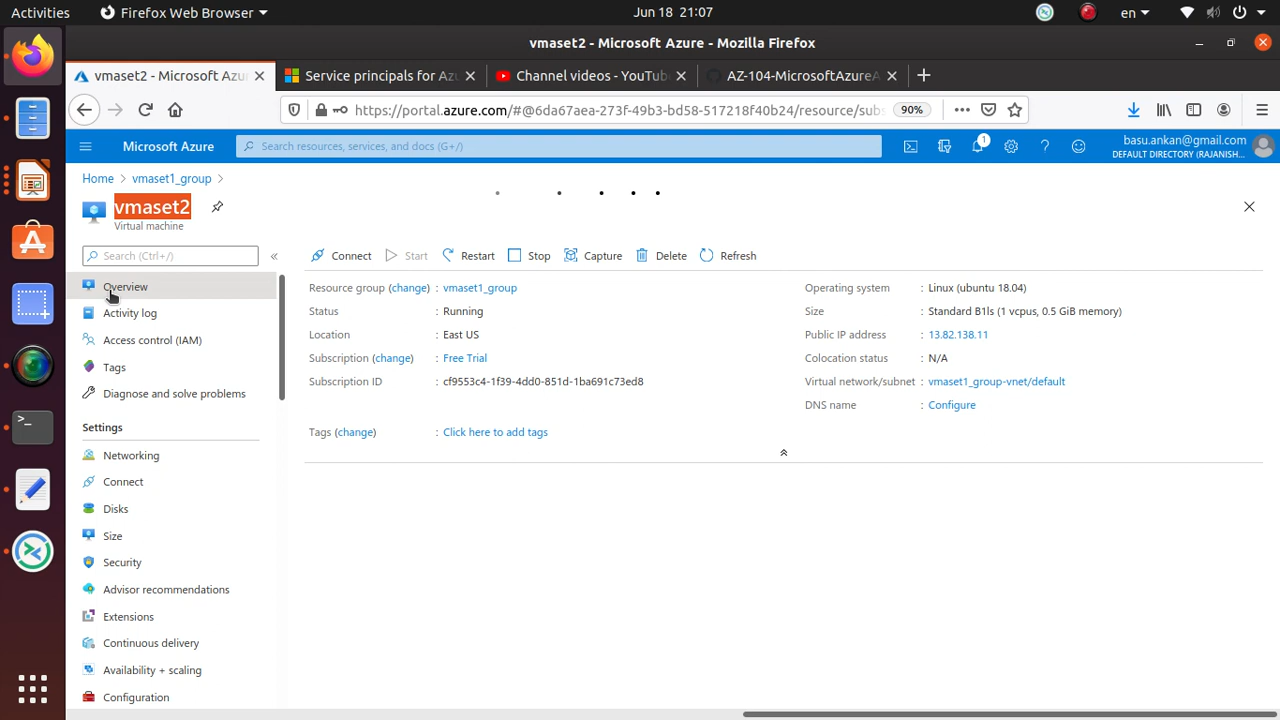 Activities
Firefox Web Browser
Jun 18 21:07
en
vmaset2 - Microsoft Azure - Mozilla Firefox
vmaset2 - Microsoft Azu
Service principals for Az
Channel videos - YouTub
AZ-104-MicrosoftAzureA
https://portal.azure.com/#@6da67aea-273f-49b3-bd58-517218f40b24/resource/subs
90%
Microsoft Azure
Search resources, services, and docs (G+/)
1
basu.ankan@gmail.com
DEFAULT DIRECTORY (RAJANISH...
Home > vmaset1_group >
vmaset2
Virtual machine
Search (Ctrl+/)
Overview
Activity log
Access control (IAM)
Tags
Diagnose and solve problems
Settings
Networking
Connect
Disks
Size
Security
Advisor recommendations
Extensions
Continuous delivery
Availability + scaling
Configuration
Connect Start Restart Stop Capture Delete Refresh
Resource group (change) : vmaset1_group
Status : Running
Location : East US
Subscription (change) : Free Trial
Subscription ID : cf9553c4-1f39-4dd0-851d-1ba691c73ed8
Tags (change) : Click here to add tags
Operating system : Linux (ubuntu 18.04)
Size : Standard B1ls (1 vcpus, 0.5 GiB memory)
Public IP address : 13.82.138.11
Colocation status : N/A
Virtual network/subnet : vmaset1_group-vnet/default
DNS name : Configure